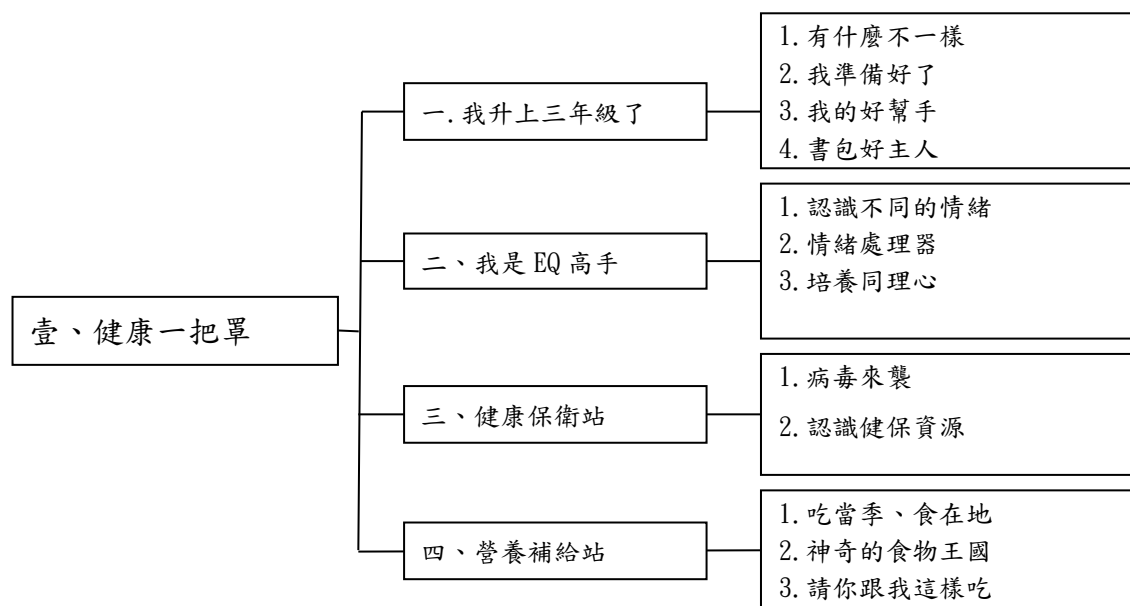 壹、健康一把罩
一.我升上三年級了
1.有什麼不一樣
2.我準備好了
3.我的好幫手
4.書包好主人
二、我是 EQ 高手
1.認識不同的情緒
2.情緒處理器
3.培養同理心
三、健康保衛站
1.病毒來襲
2.認識健保資源
四、營養補給站
1.吃當季、食在地
2.神奇的食物王國
3.請你跟我這樣吃